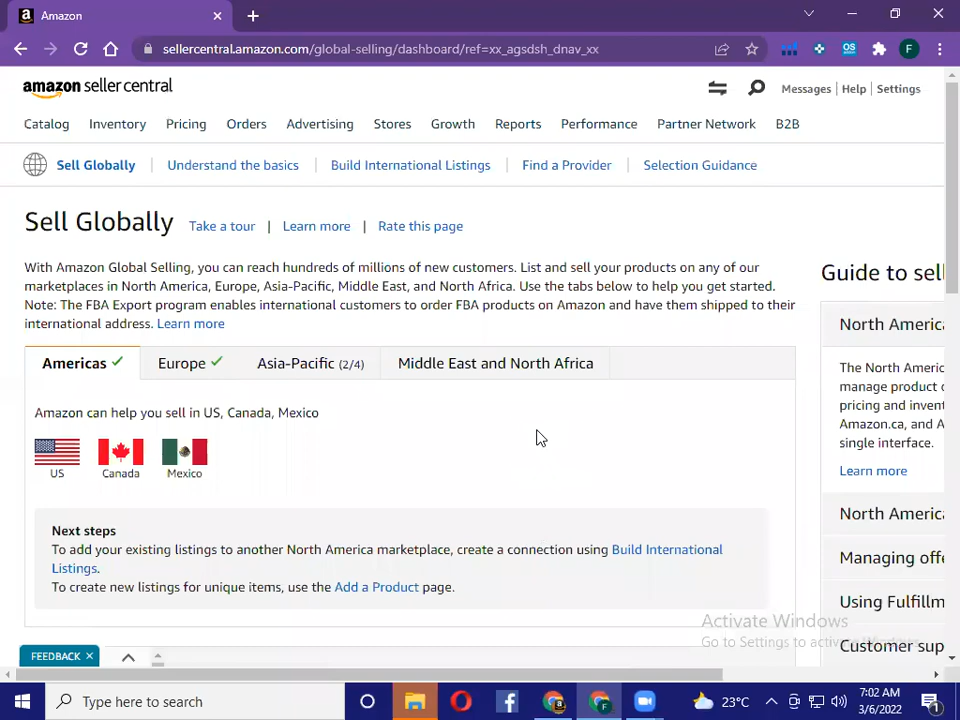 Amazon
sellercentral.amazon.com/global-selling/dashboard/ref=xx_agsdsh_dnav_xx
F
amazon seller central
Messages | Help | Settings
Catalog Inventory Pricing Orders Advertising Stores Growth Reports Performance Partner Network B2B
Sell Globally | Understand the basics | Build International Listings | Find a Provider | Selection Guidance
Sell Globally Take a tour | Learn more | Rate this page
With Amazon Global Selling, you can reach hundreds of millions of new customers. List and sell your products on any of our
marketplaces in North America, Europe, Asia-Pacific, Middle East, and North Africa. Use the tabs below to help you get started.
Note: The FBA Export program enables international customers to order FBA products on Amazon and have them shipped to their
international address. Learn more
Americas Europe Asia-Pacific (2/4) Middle East and North Africa
Amazon can help you sell in US, Canada, Mexico
US Canada Mexico
Next steps
To add your existing listings to another North America marketplace, create a connection using Build International
Listings.
To create new listings for unique items, use the Add a Product page.
Guide to sell
North America
The North Americ
manage product c
pricing and invent
Amazon.ca, and A
single interface.
Learn more
North America
Managing offe
Using Fulfillm
Customer sup
Activate Windows
Go to Settings to activate Windows.
FEEDBACK
Type here to search
23°C
7:02 AM
3/6/2022
1